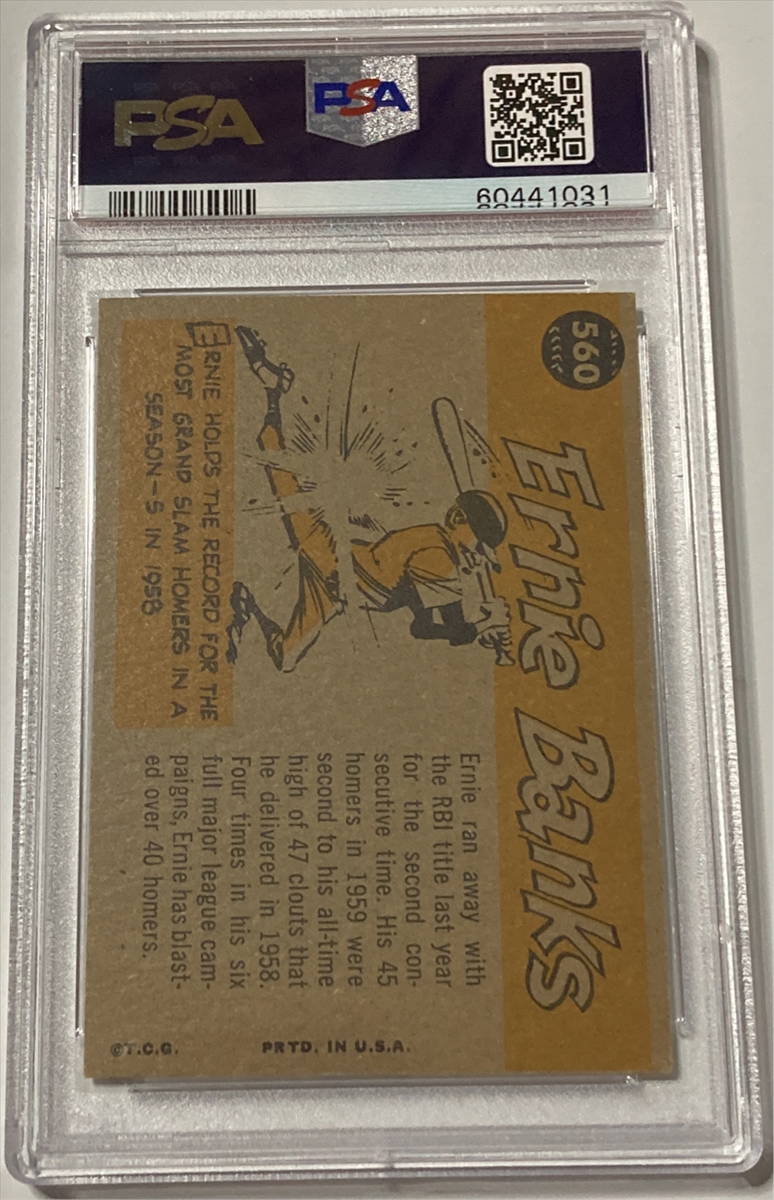 PSA
PSA
60441031
560
Ernie Banks
ERNIE HOLDS THE RECORD FOR THE
MOST GRAND SLAM HOMERS IN A
SEASON-5 IN 1958
Ernie ran away with
the RBI title last year
for the second con-
secutive time. His 45
homers in 1959 were
second to his all-time
high of 47 clouts that
he delivered in 1958.
Four times in his six
full major league cam-
paigns, Ernie has blast-
ed over 40 homers.
©T.C.G.
PRTD. IN U.S.A.